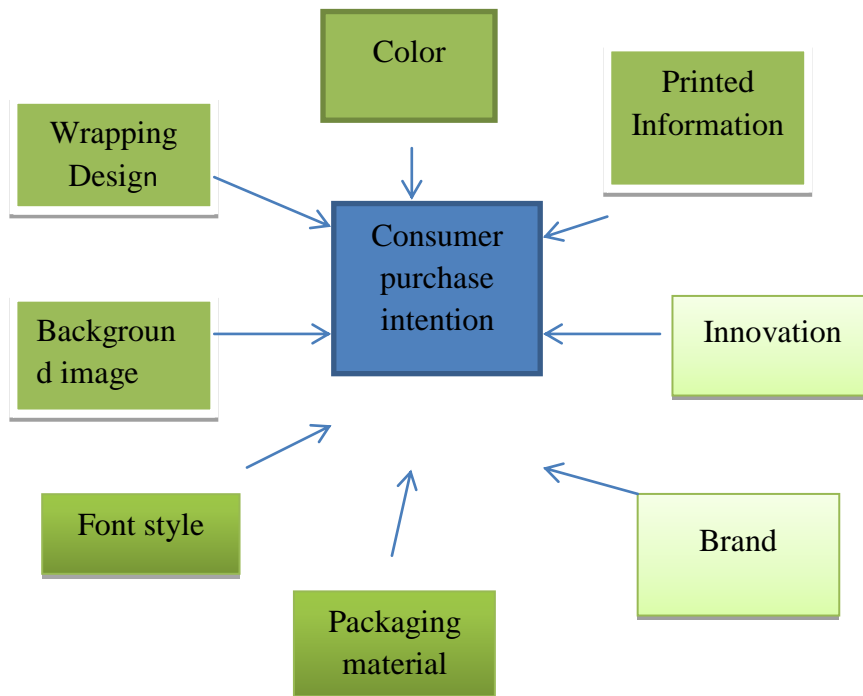 Color
Printed
Information
Wrapping
Design
Consumer
purchase
intention
Backgroun
d image
Innovation
Font style
Brand
Packaging
material